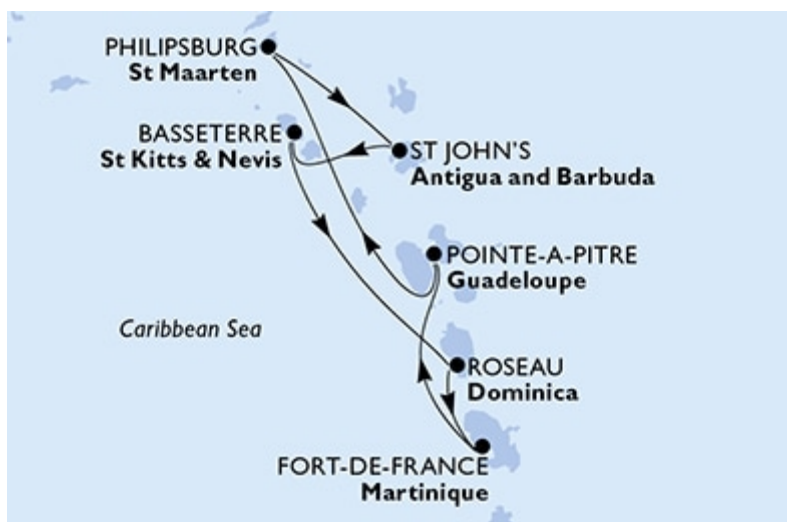 PHILIPSBURG
St Maarten
BASSETERRE
St Kitts & Nevis
ST JOHN'S
Antigua and Barbuda
POINTE-A-PITRE
Guadeloupe
Caribbean Sea
ROSEAU
Dominica
FORT-DE-FRANCE
Martinique